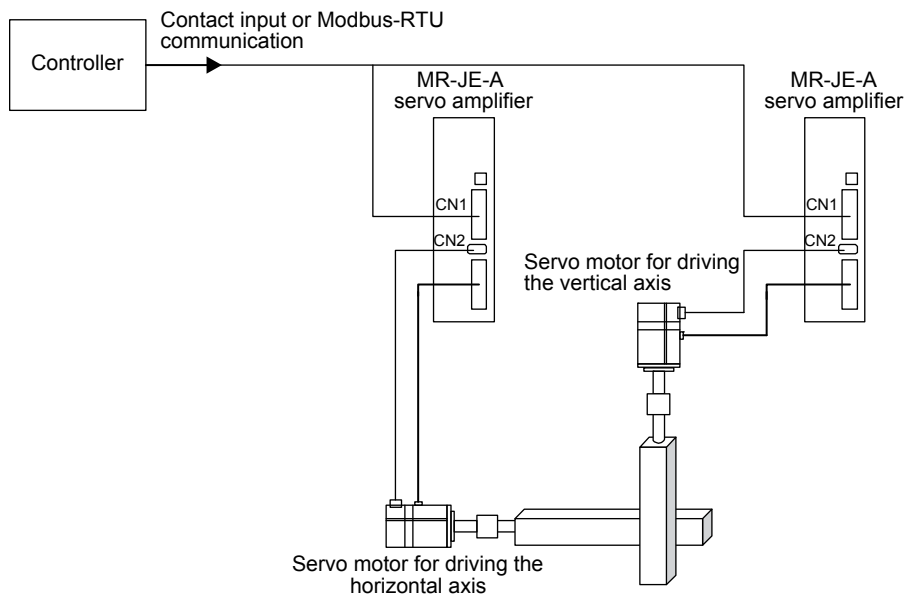 Contact input or Modbus-RTU
communication
Controller
MR-JE-A
servo amplifier
MR-JE-A
servo amplifier
CN1
CN2
CN1
CN2
Servo motor for driving
the vertical axis
Servo motor for driving the
horizontal axis